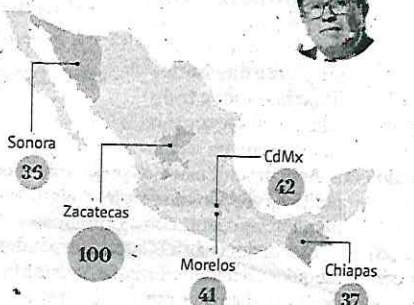 Sonora
35
Zacatecas
100
CdMx
42
Morelos
41
Chiapas
37